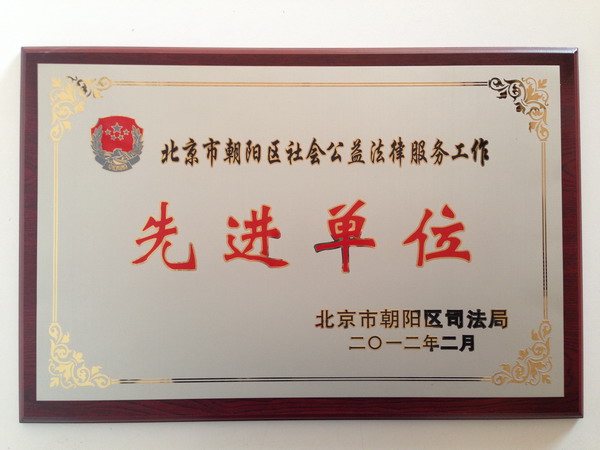 北京市朝阳区社会公益法律服务工作
先进单位
北京市朝阳区司法局
二〇一二年二月